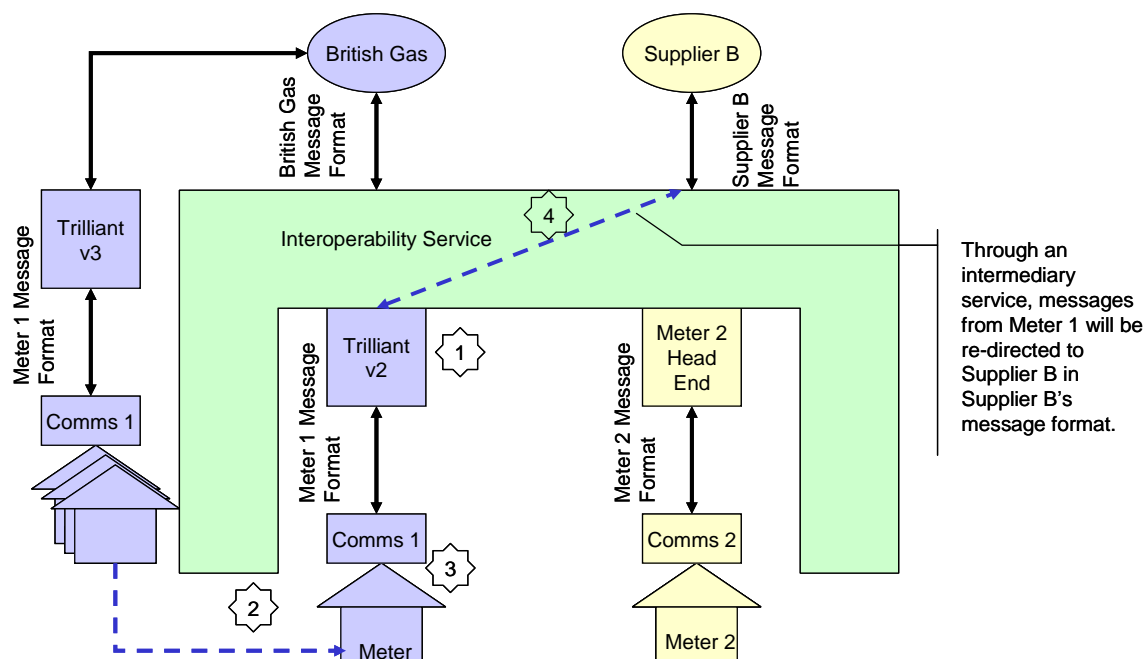 British Gas
Supplier B
British Gas
Message
Format
Supplier B
Message
Format
Trilliant
v3
4
Interoperability Service
Through an
intermediary
service, messages
from Meter 1 will be
re-directed to
Supplier B in
Supplier B's
message format.
Meter 1 Message
Format
Trilliant
v2
1
Meter 2
Head
End
Comms 1
Meter 1 Message
Format
Meter 2 Message
Format
Comms 1
3
Comms 2
2
Meter
Meter 2